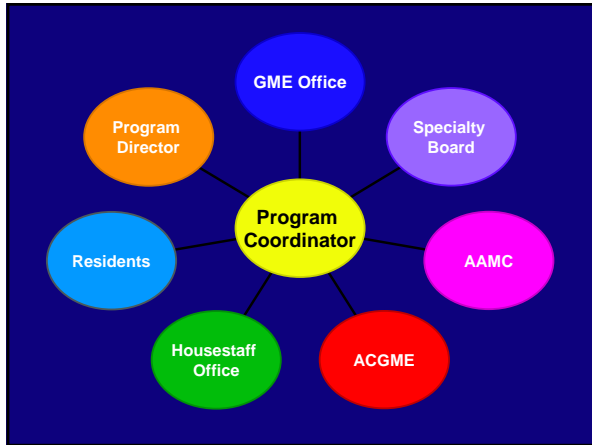 GME Office
Program
Director
Specialty
Board
Program
Coordinator
Residents
AAMC
Housestaff
Office
ACGME